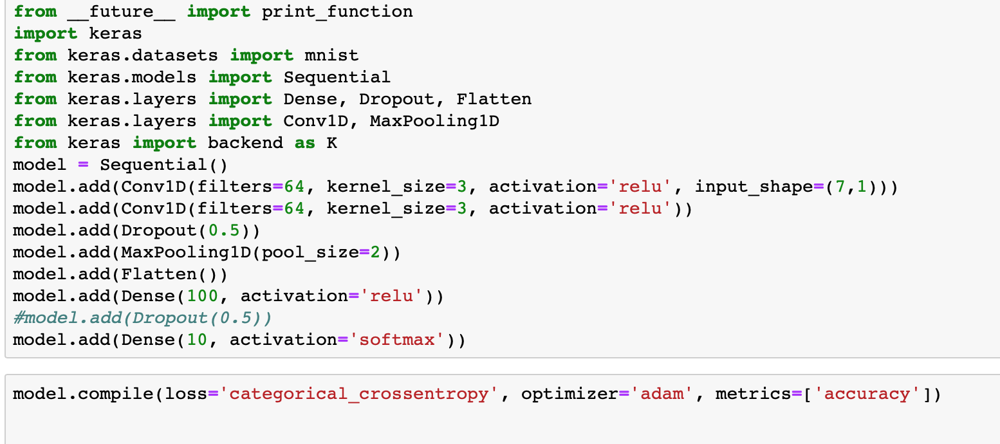 from __future__ import print_function
import keras
from keras.datasets import mnist
from keras.models import Sequential
from keras.layers import Dense, Dropout, Flatten
from keras.layers import Conv1D, MaxPooling1D
from keras import backend as K
model = Sequential()
model.add(Conv1D(filters=64, kernel_size=3, activation='relu', input_shape=(7,1)))
model.add(Conv1D(filters=64, kernel_size=3, activation='relu'))
model.add(Dropout(0.5))
model.add(MaxPooling1D(pool_size=2))
model.add(Flatten())
model.add(Dense(100, activation='relu'))
#model.add(Dropout(0.5))
model.add(Dense(10, activation='softmax'))
model.compile(loss='categorical_crossentropy', optimizer='adam', metrics=['accuracy'])